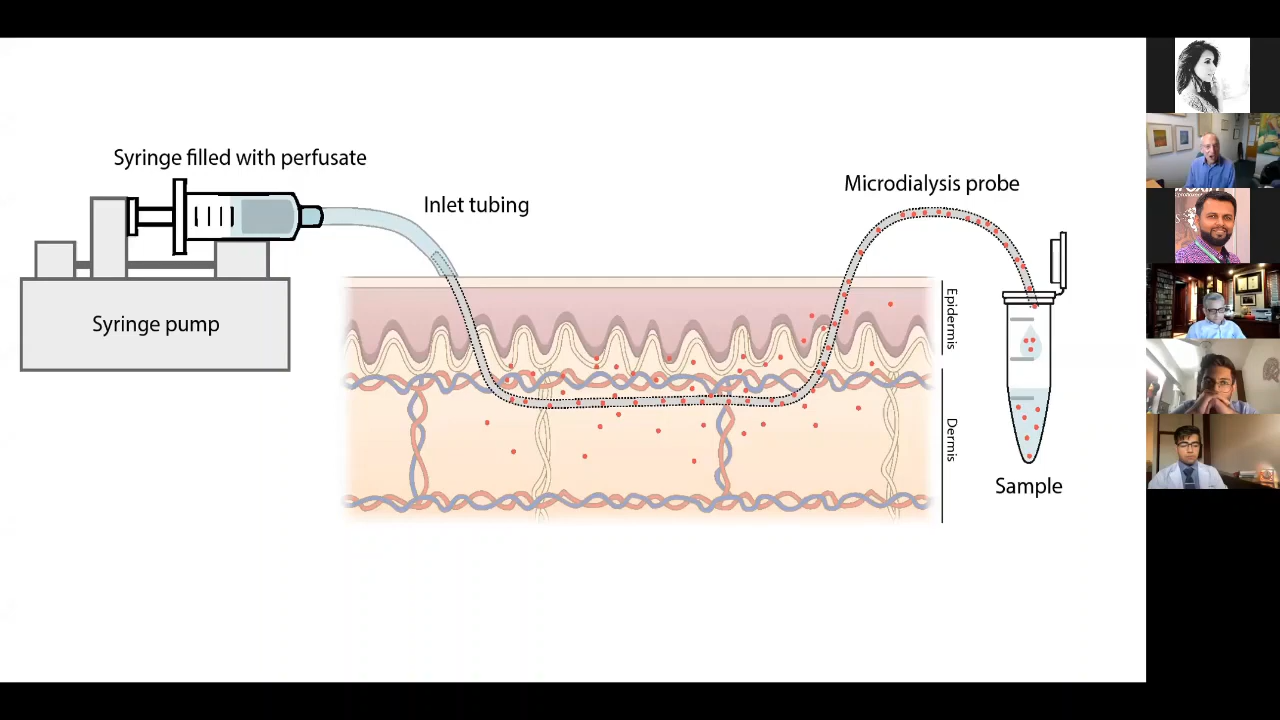 Syringe filled with perfusate
Inlet tubing
Microdialysis probe
Syringe pump
Epidermis
Dermis
Sample